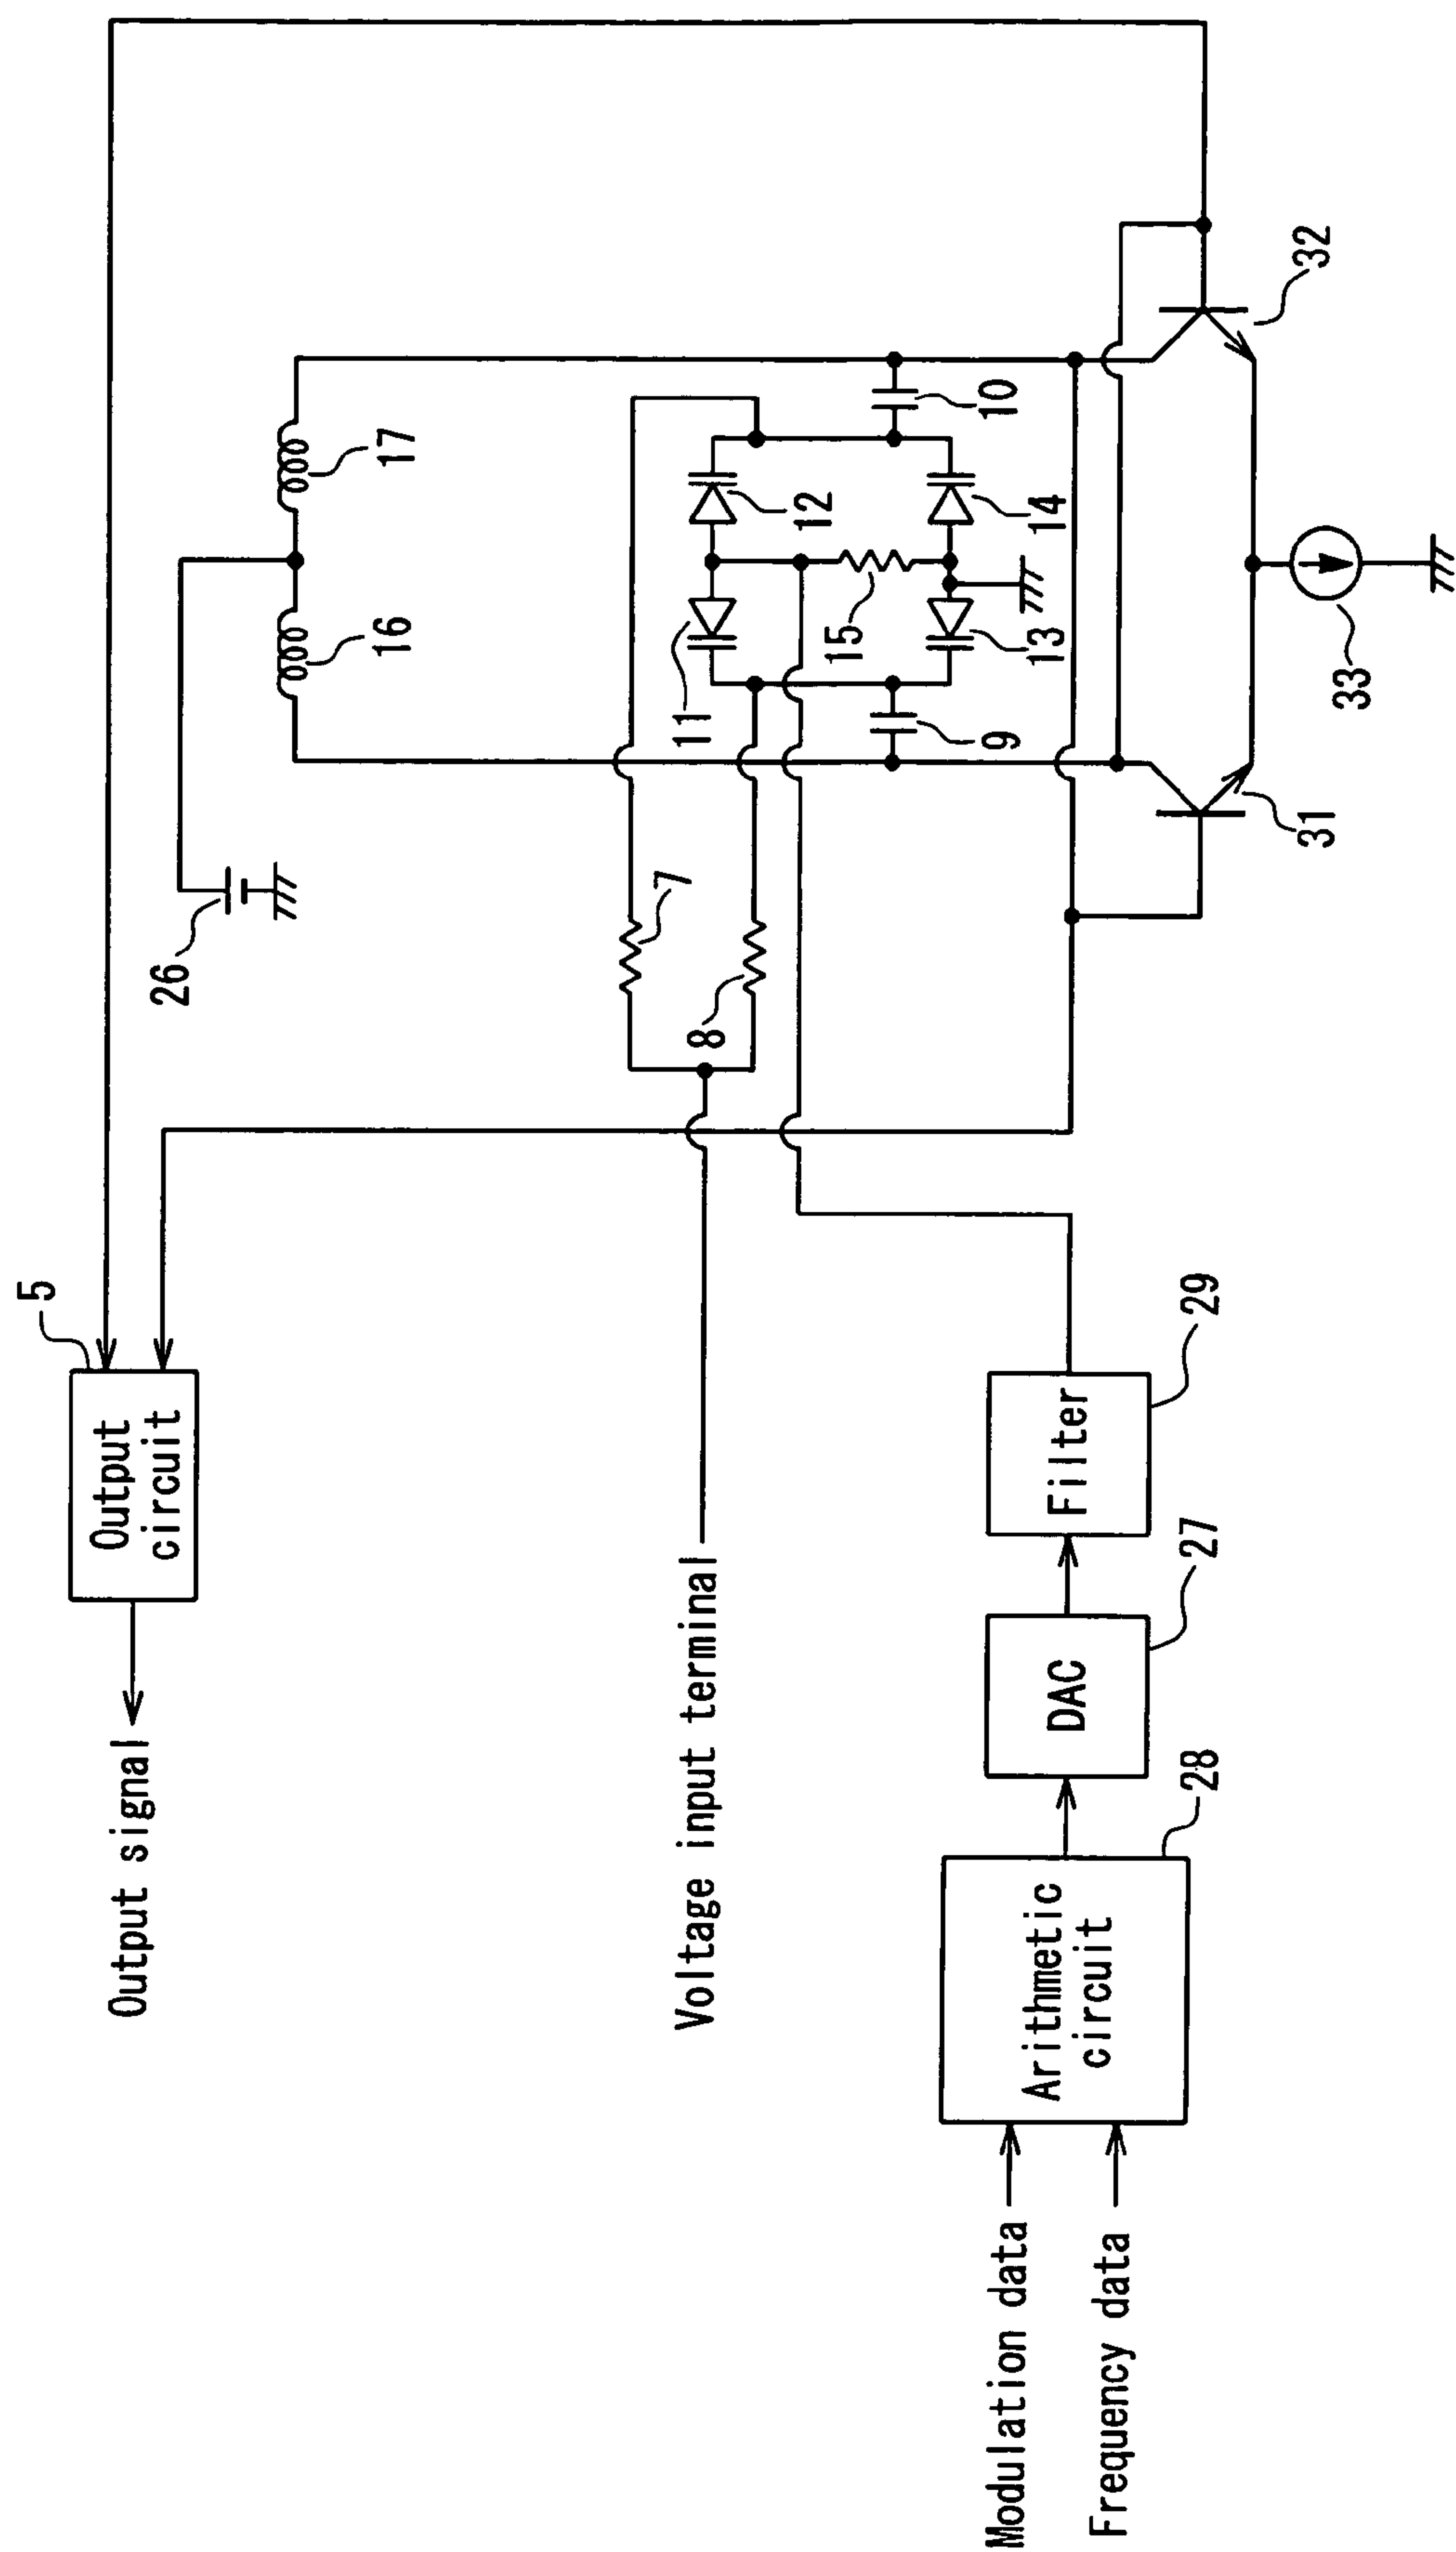 5
Output
circuit
Output signal
26
16
17
7
8
11
12
15
13
14
9
10
31
32
33
Voltage input terminal
Modulation data
Frequency data
Arithmetic
circuit
28
DAC
27
Filter
29